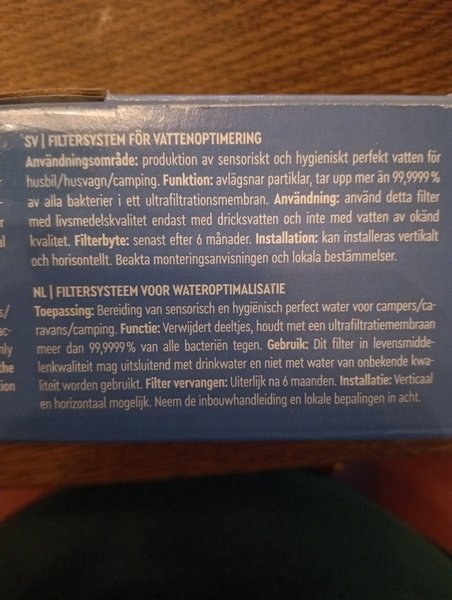 SV | FILTERSYSTEM FÖR VATTENOPTIMERING
Användningsområde: produktion av sensoriskt och hygieniskt perfekt vatten för
husbil/husvagn/camping. Funktion: avlägsnar partiklar, tar upp mer än 99,9999 %
av alla bakterier i ett ultrafiltrationsmembran. Användning: använd detta filter
med livsmedelskvalitet endast med dricksvatten och inte med vatten av okänd
kvalitet. Filterbyte: senast efter 6 månader. Installation: kan installeras vertikalt
och horisontellt. Beakta monteringsanvisningen och lokala bestämmelser.
NL | FILTERSYSTEEM VOOR WATEROPTIMALISATIE
Toepassing: Bereiding van sensorisch en hygiënisch perfect water voor campers/ca-
ravans/camping. Functie: Verwijdert deeltjes, houdt met een ultrafiltratiemembraan
meer dan 99,9999 % van alle bacteriën tegen. Gebruik: Dit filter in levensmidde-
lenkwaliteit mag uitsluitend met drinkwater en niet met water van onbekende kwa-
liteit worden gebruikt. Filter vervangen: Uiterlijk na 6 maanden. Installatie: Verticaal
en horizontaal mogelijk. Neem de inbouwhandleiding en lokale bepalingen in acht.